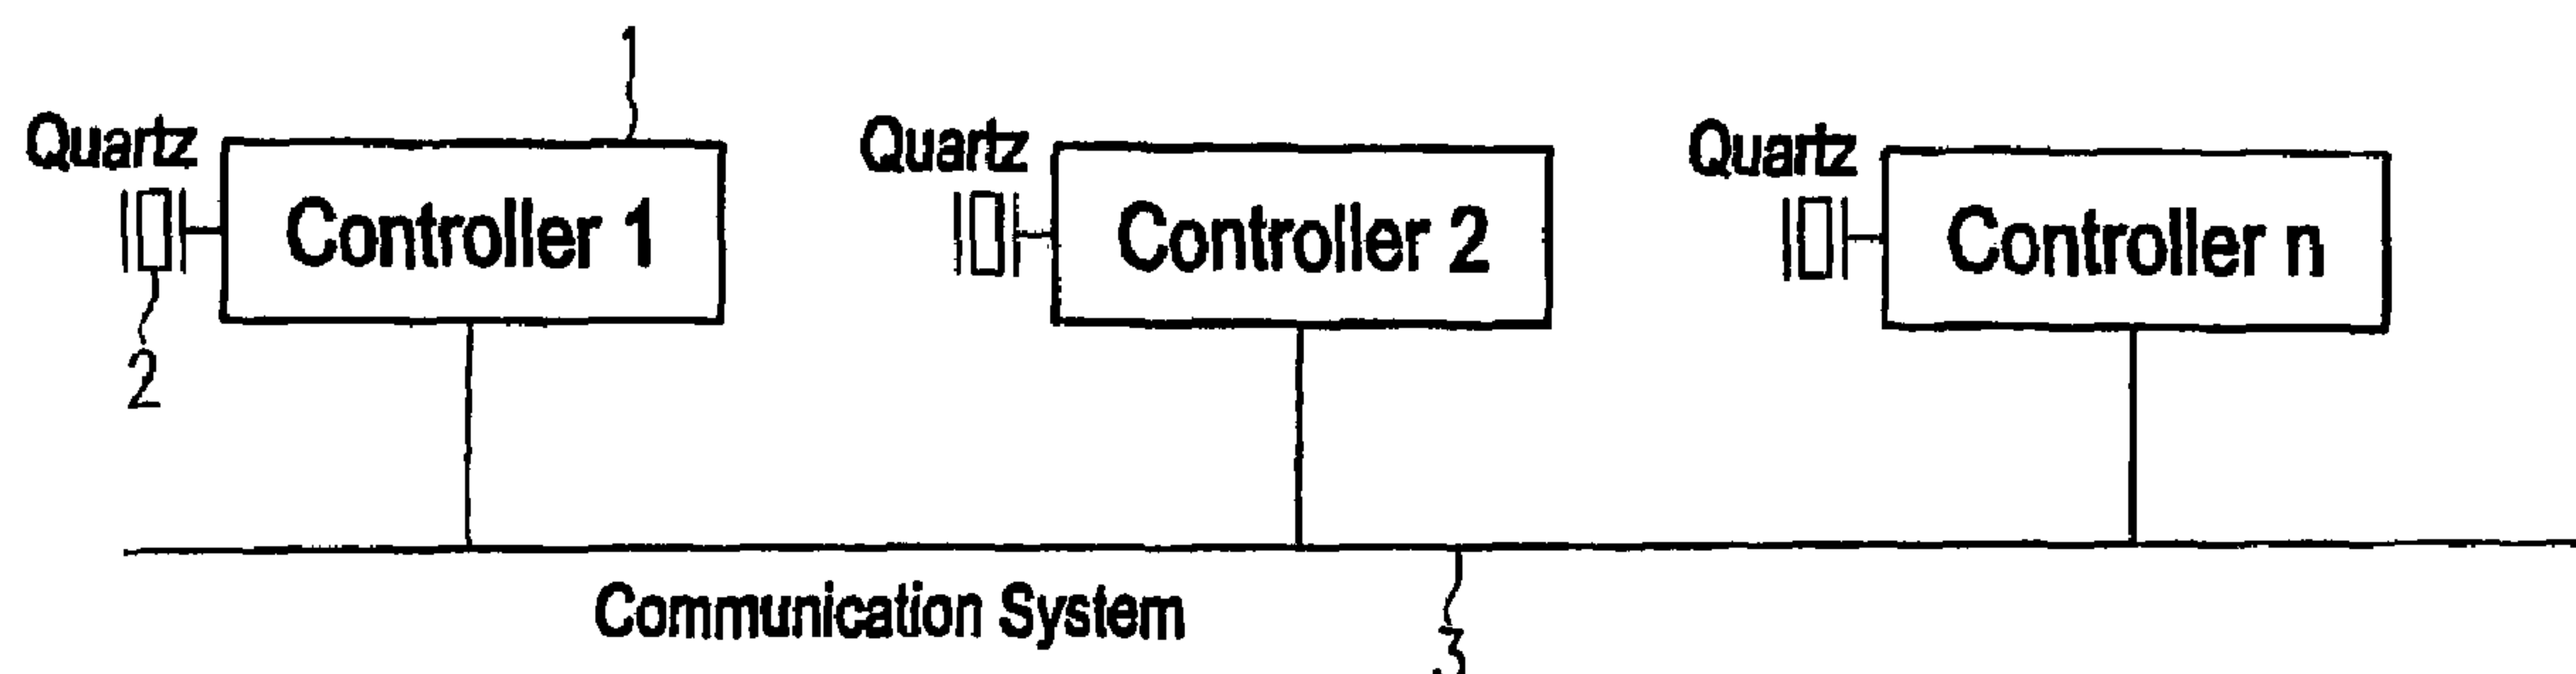 1
Quartz
Controller 1
2
Quartz
Controller 2
Quartz
Controller n
Communication System
3